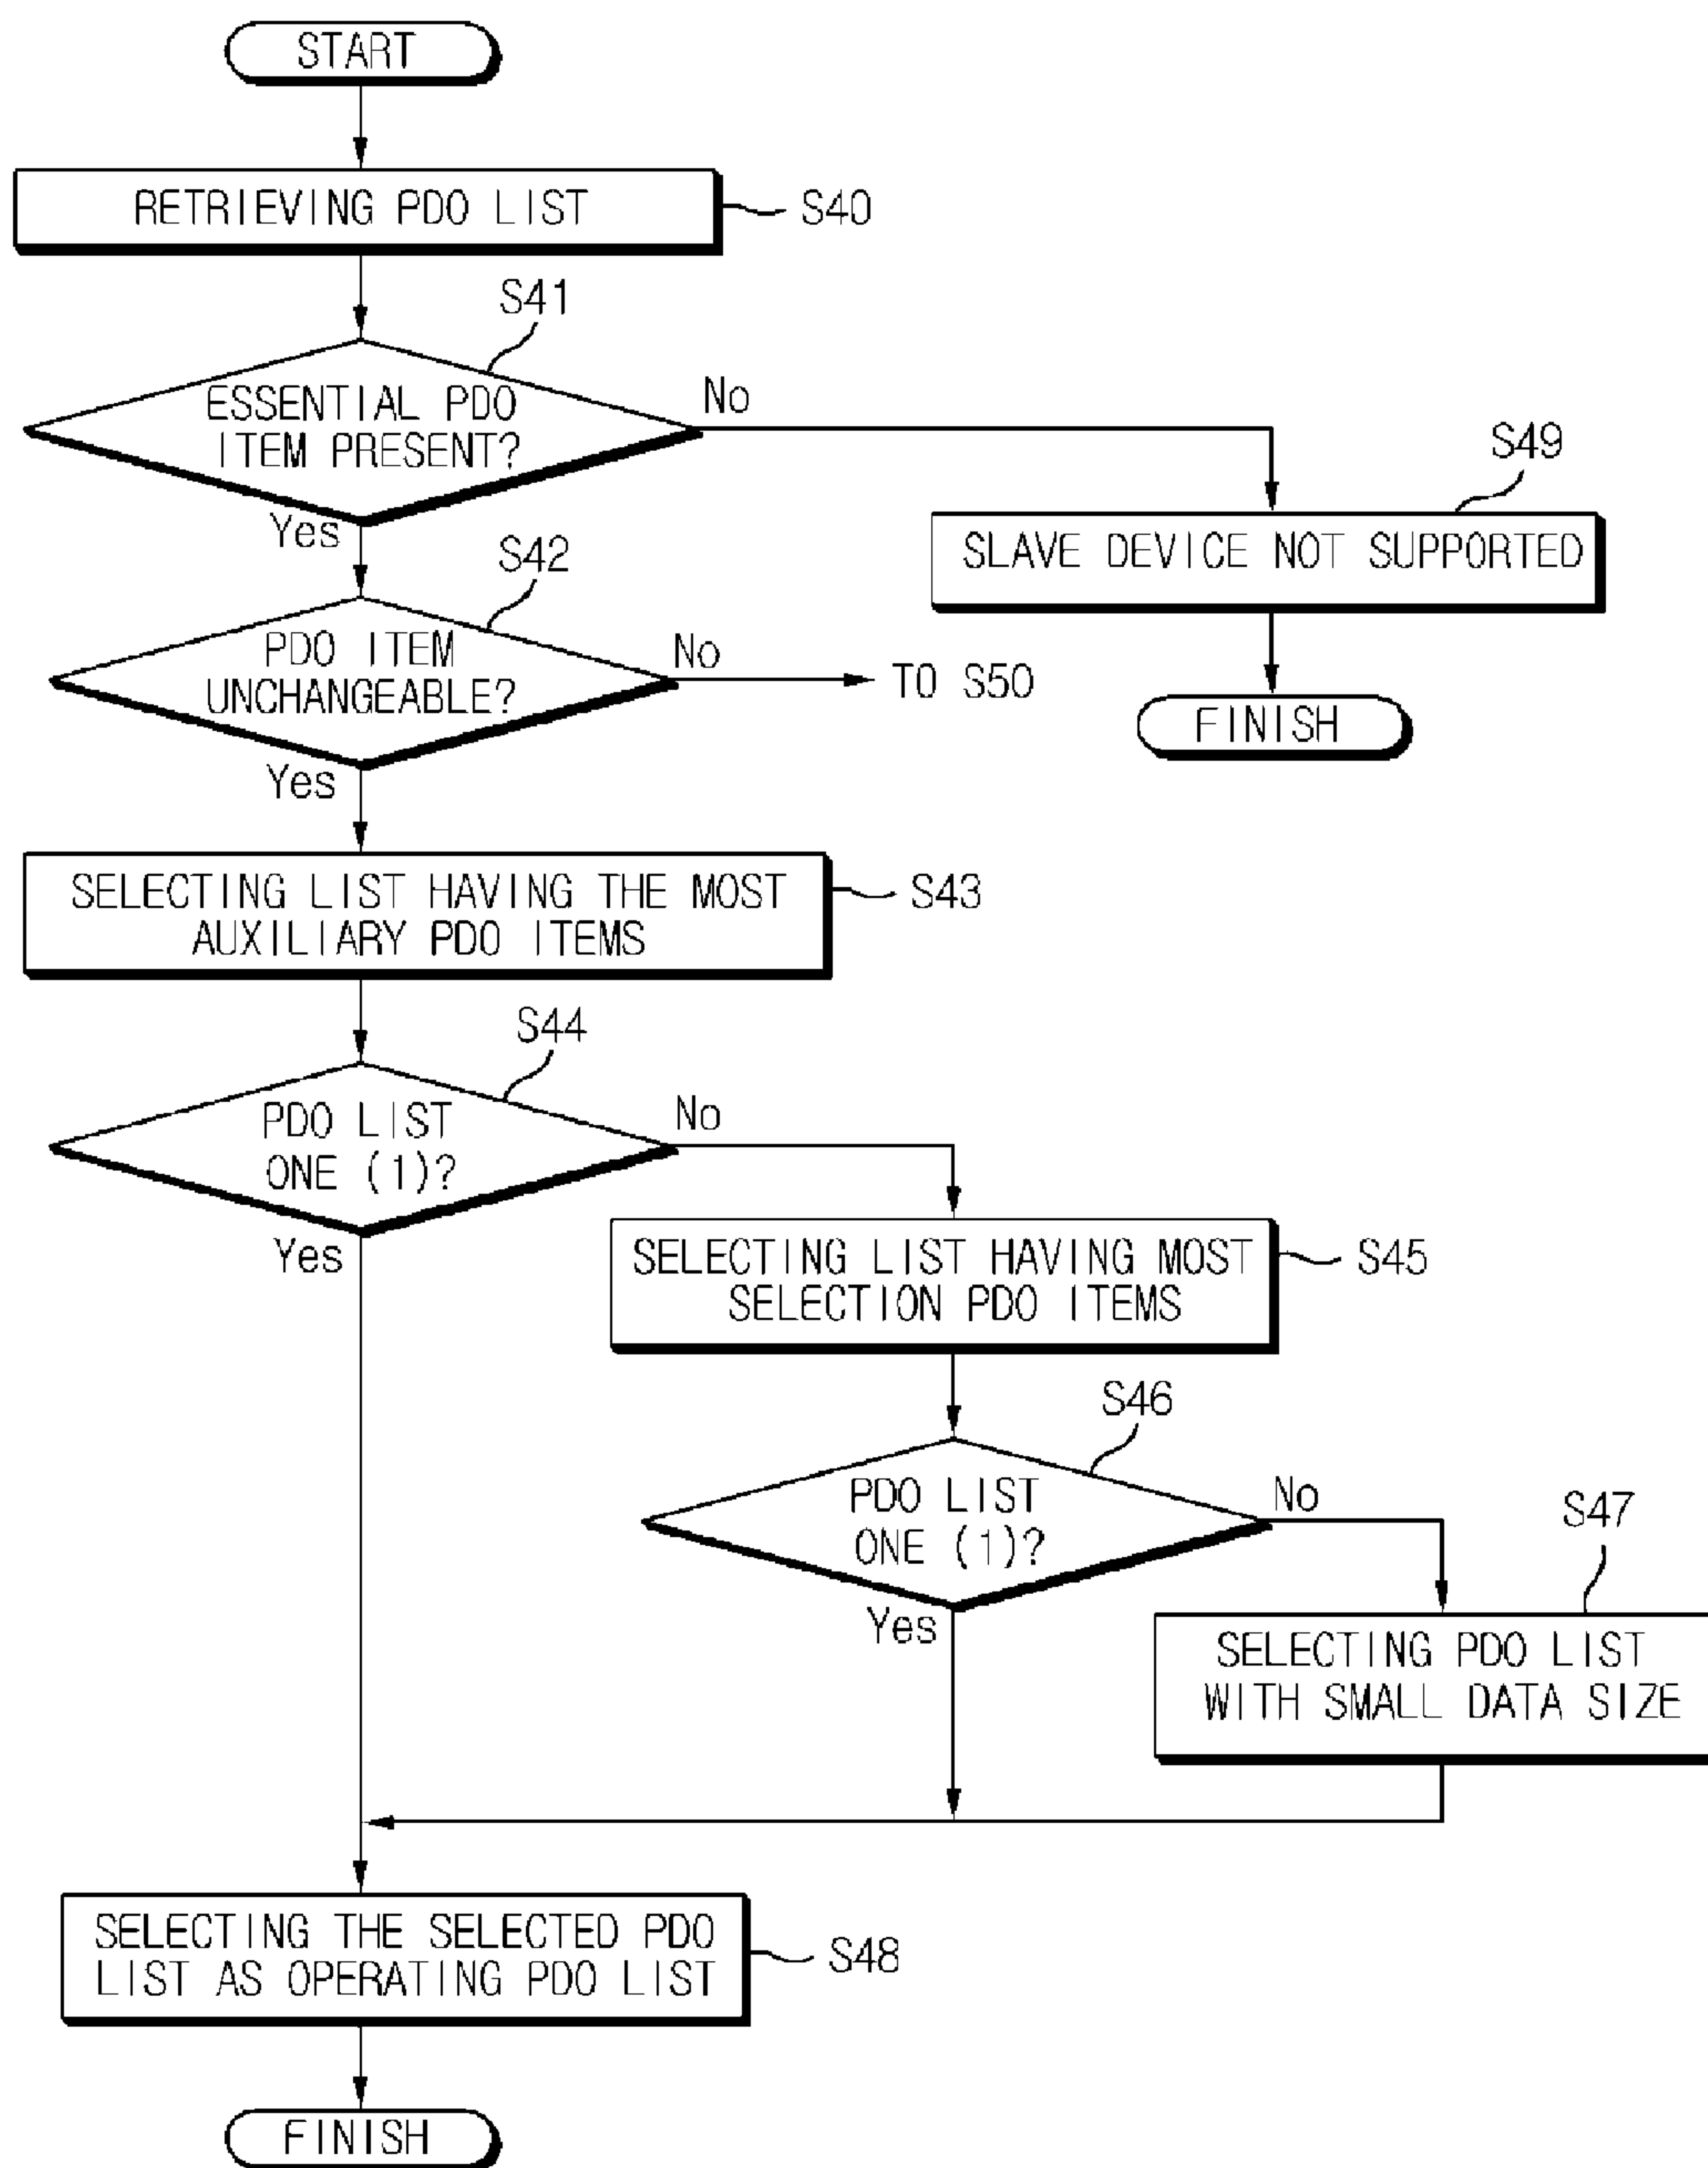 START
RETRIEVING PDO LIST
S40
S41
ESSENTIAL PDO
ITEM PRESENT?
No
Yes
S49
SLAVE DEVICE NOT SUPPORTED
FINISH
S42
PDO ITEM
UNCHANGEABLE?
No
TO S50
Yes
SELECTING LIST HAVING THE MOST
AUXILIARY PDO ITEMS
S43
S44
PDO LIST
ONE (1)?
No
Yes
SELECTING LIST HAVING MOST
SELECTION PDO ITEMS
S45
S46
PDO LIST
ONE (1)?
No
Yes
S47
SELECTING PDO LIST
WITH SMALL DATA SIZE
SELECTING THE SELECTED PDO
LIST AS OPERATING PDO LIST
S48
FINISH